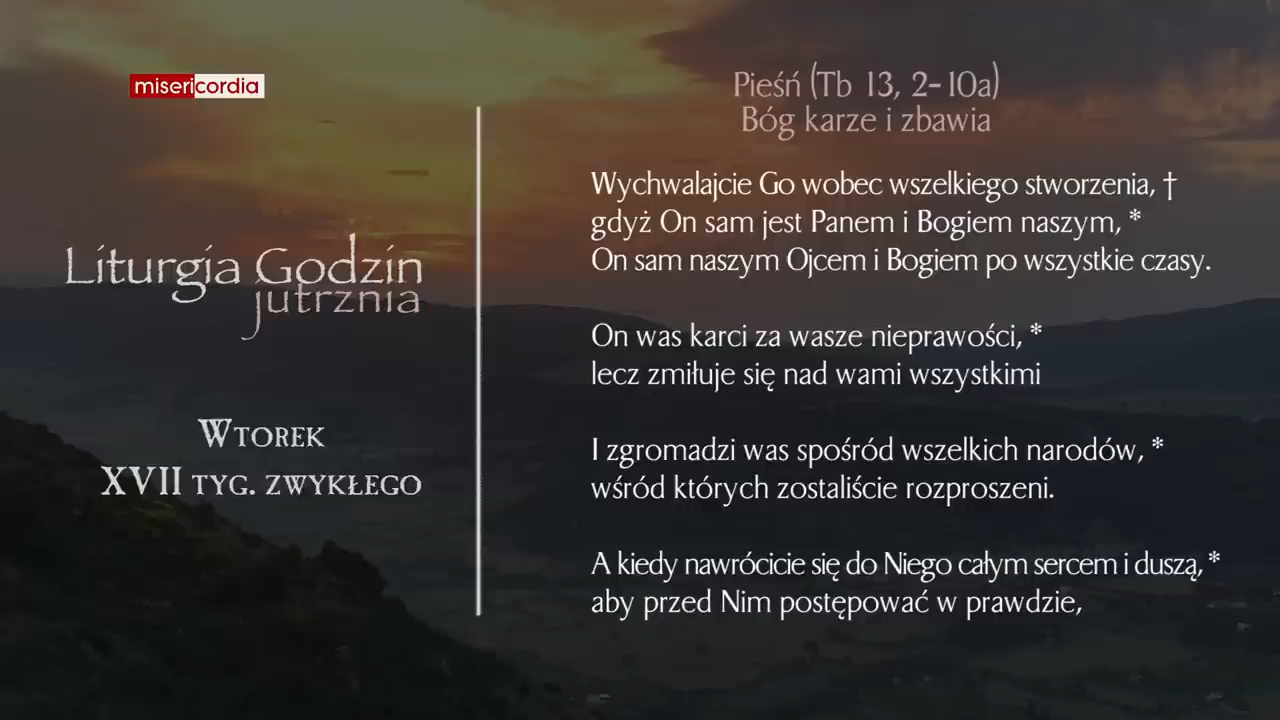 misericordia
Liturgia Godzin
jutrznia
Wtorek
XVII tyg. zwykłego
Pieśń (Tb 13, 2-10a)
Bóg karze i zbawia
Wychwalajcie Go wobec wszelkiego stworzenia, †
gdyż On sam jest Panem i Bogiem naszym, *
On sam naszym Ojcem i Bogiem po wszystkie czasy.
On was karci za wasze nieprawości, *
lecz zmiłuje się nad wami wszystkimi
I zgromadzi was spośród wszelkich narodów, *
wśród których zostaliście rozproszeni.
A kiedy nawrócicie się do Niego całym sercem i duszą, *
aby przed Nim postępować w prawdzie,